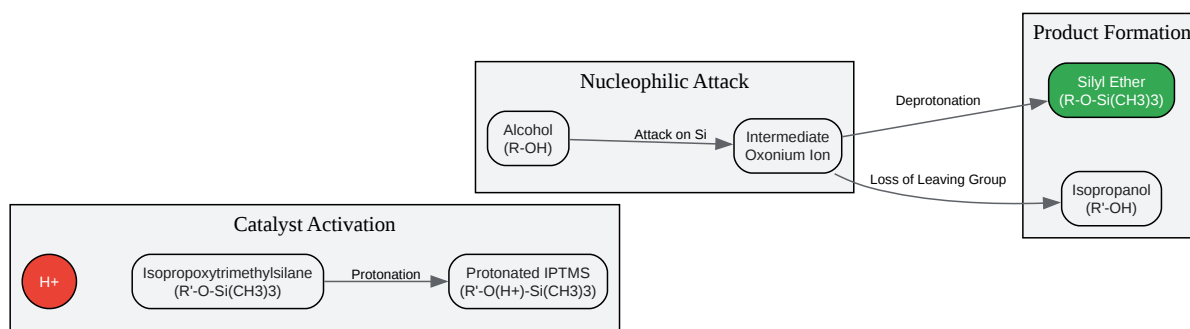 Product Formation
Silyl Ether
(R-O-Si(CH3)3)
Isopropanol
(R'-OH)
Nucleophilic Attack
Alcohol
(R-OH)
Attack on Si
Intermediate
Oxonium Ion
Deprotonation
Loss of Leaving Group
Catalyst Activation
H+
Isopropoxytrimethylsilane
(R'-O-Si(CH3)3)
Protonation
Protonated IPTMS
(R'-O(H+)-Si(CH3)3)